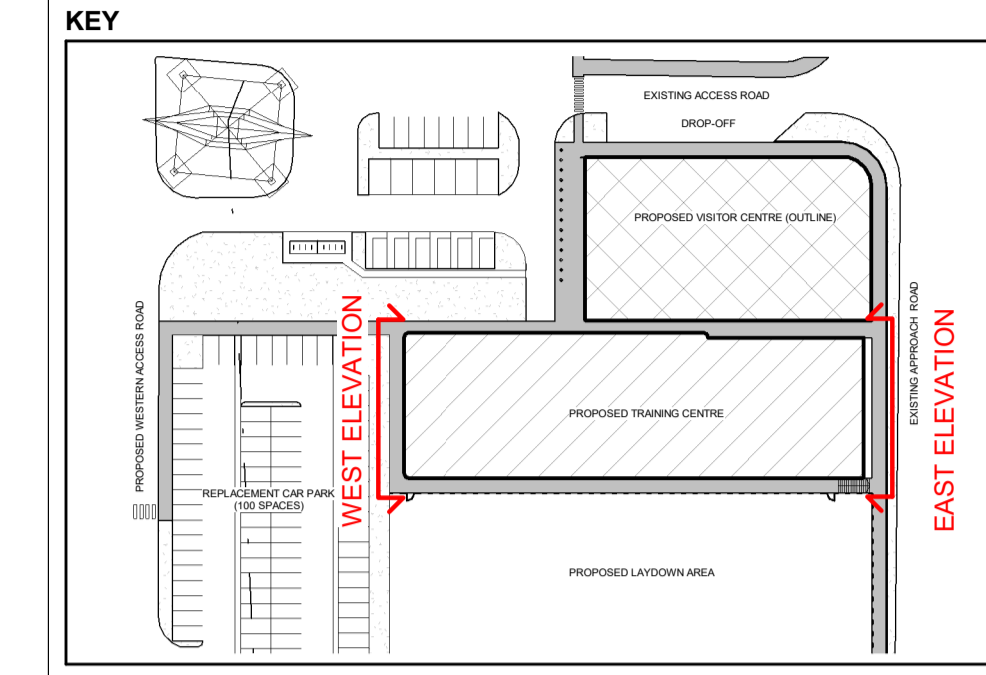 KEY
EXISTING ACCESS ROAD
DROP-OFF
PROPOSED VISITOR CENTRE (OUTLINE)
PROPOSED WESTERN ACCESS ROAD
WEST ELEVATION
EXISTING APPROACH ROAD
EAST ELEVATION
PROPOSED TRAINING CENTRE
REPLACEMENT CAR PARK
(100 SPACES)
PROPOSED LAYDOWN AREA